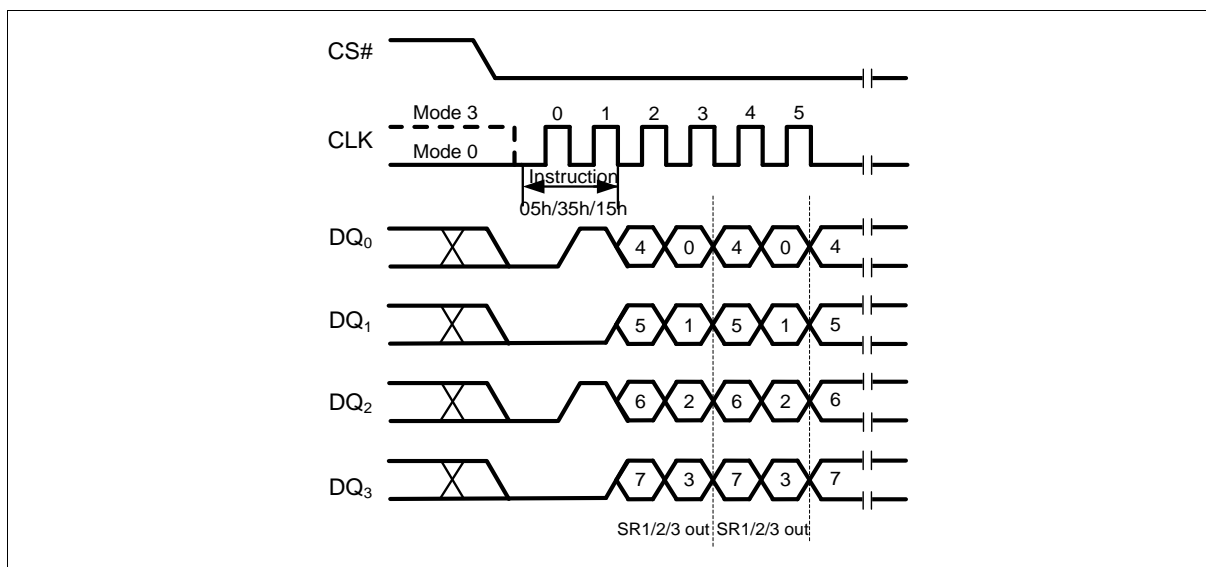 CS#
Mode 3 0 1 2 3 4 5
CLK
Mode 0
Instruction
05h/35h/15h
DQ0 4 0 4 0 4
DQ1 5 1 5 1 5
DQ2 6 2 6 2 6
DQ3 7 3 7 3 7
SR1/2/3 out SR1/2/3 out